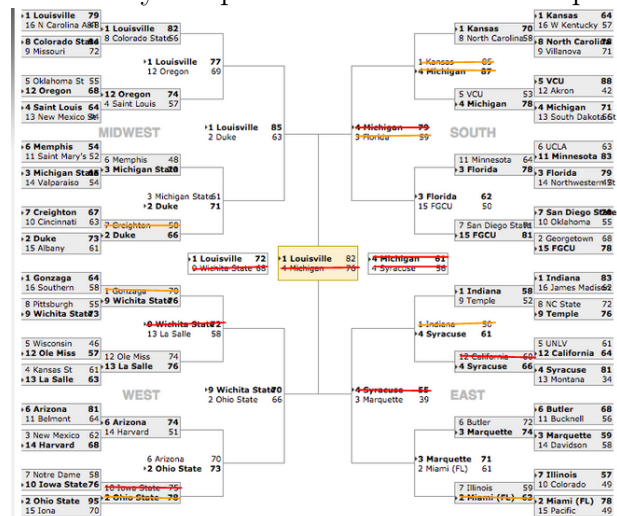 1 Louisville 79
16 N Carolina A&T
8 Colorado State
9 Missouri 72
5 Oklahoma St 55
12 Oregon 68
4 Saint Louis 64
13 New Mexico St
6 Memphis 54
11 Saint Mary's 52
3 Michigan State
14 Valparaiso 54
7 Creighton 67
10 Cincinnati 63
2 Duke 73
15 Albany 61
1 Gonzaga 64
16 Southern 58
8 Pittsburgh 55
9 Wichita State 73
5 Wisconsin 46
12 Ole Miss 57
4 Kansas St 61
13 La Salle 63
6 Arizona 81
11 Belmont 64
3 New Mexico 62
14 Harvard 68
7 Notre Dame 58
10 Iowa State 76
2 Ohio State 95
15 Iona 70
1 Louisville 82
8 Colorado State 56
12 Oregon 74
4 Saint Louis 57
6 Memphis 48
3 Michigan State
7 Creighton 50
2 Duke 66
1 Gonzaga 70
9 Wichita State 76
12 Ole Miss 74
13 La Salle 76
6 Arizona 74
14 Harvard 51
10 Iowa State 75
2 Ohio State 78
1 Louisville 77
12 Oregon 69
3 Michigan State 61
2 Duke 71
9 Wichita State 72
13 La Salle 58
6 Arizona 70
2 Ohio State 73
MIDWEST
WEST
1 Louisville 85
2 Duke 63
9 Wichita State 70
2 Ohio State 66
1 Louisville 72
9 Wichita State 68
1 Louisville 82
4 Michigan 76
4 Michigan 61
4 Syracuse 56
4 Michigan 79
3 Florida 59
4 Syracuse 55
3 Marquette 39
SOUTH
EAST
1 Kansas 85
4 Michigan 87
3 Florida 62
15 FGCU 50
1 Indiana 50
4 Syracuse 61
3 Marquette 71
2 Miami (FL) 61
1 Kansas 70
8 North Carolina 58
5 VCU 53
4 Michigan 78
11 Minnesota 64
3 Florida 78
7 San Diego State
15 FGCU 81
1 Indiana 58
9 Temple 52
12 California 60
4 Syracuse 66
6 Butler 72
3 Marquette 74
7 Illinois 59
2 Miami (FL) 63
1 Kansas 64
16 W Kentucky 57
8 North Carolina 78
9 Villanova 71
5 VCU 88
12 Akron 42
4 Michigan 71
13 South Dakota St
6 UCLA 63
11 Minnesota 83
3 Florida 79
14 Northwestern St
7 San Diego State
10 Oklahoma 55
2 Georgetown 68
15 FGCU 78
1 Indiana 83
16 James Madison 62
8 NC State 72
9 Temple 76
5 UNLV 61
12 California 64
4 Syracuse 81
13 Montana 34
6 Butler 68
11 Bucknell 56
3 Marquette 59
14 Davidson 58
7 Illinois 57
10 Colorado 49
2 Miami (FL) 78
15 Pacific 49